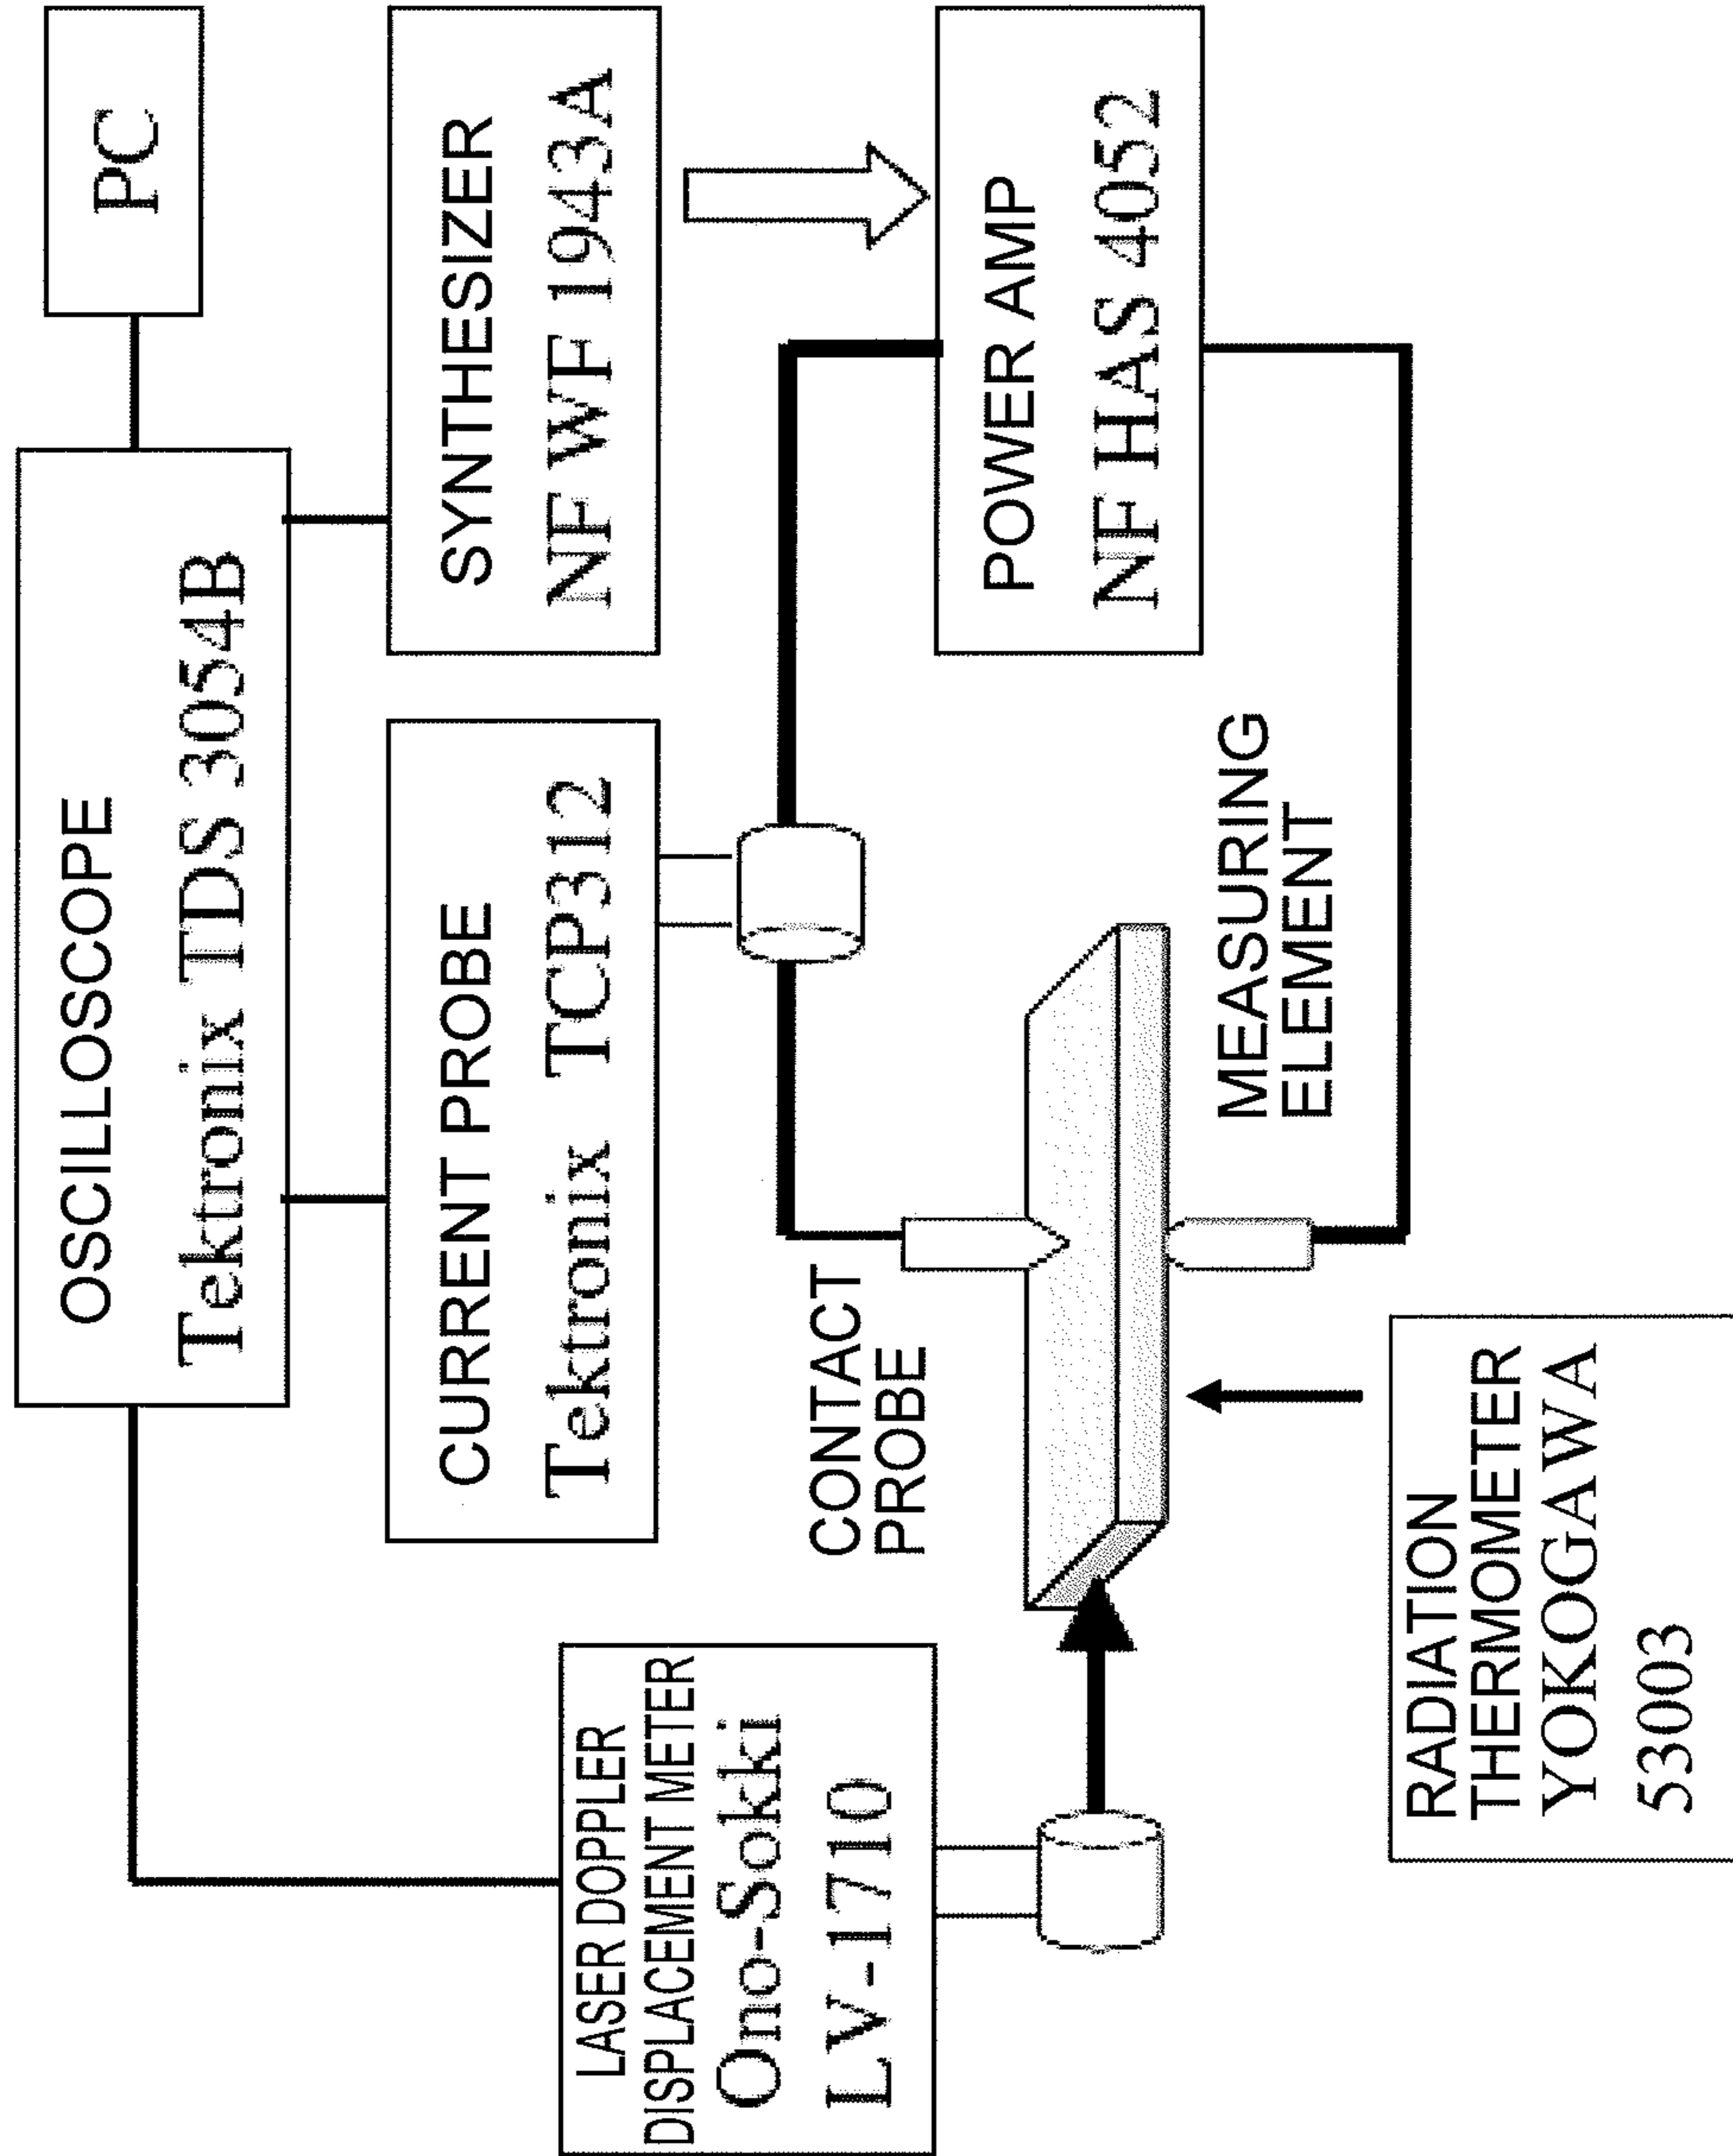 PC
OSCILLOSCOPE
Tektronix TDS 3054B
SYNTHESIZER
NF WF 1943A
CURRENT PROBE
Tektronix TCP312
LASER DOPPLER
DISPLACEMENT METER
Ono-Sokki
LV-1710
CONTACT
PROBE
POWER AMP
NF HAS 4052
MEASURING
ELEMENT
RADIATION
THERMOMETER
YOKOGAWA
53003